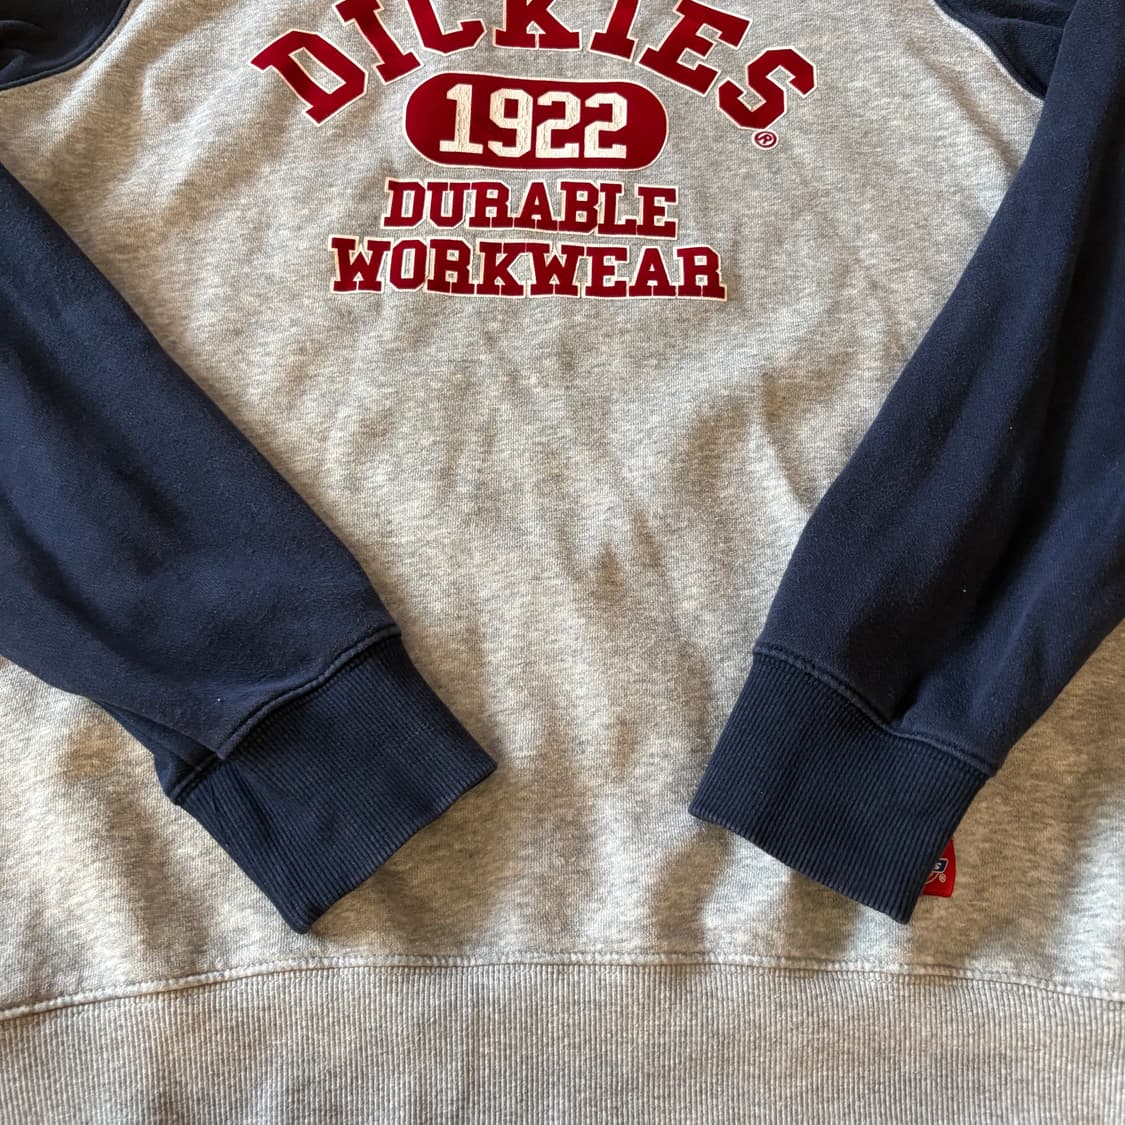 DICKIES®
1922
DURABLE
WORKWEAR